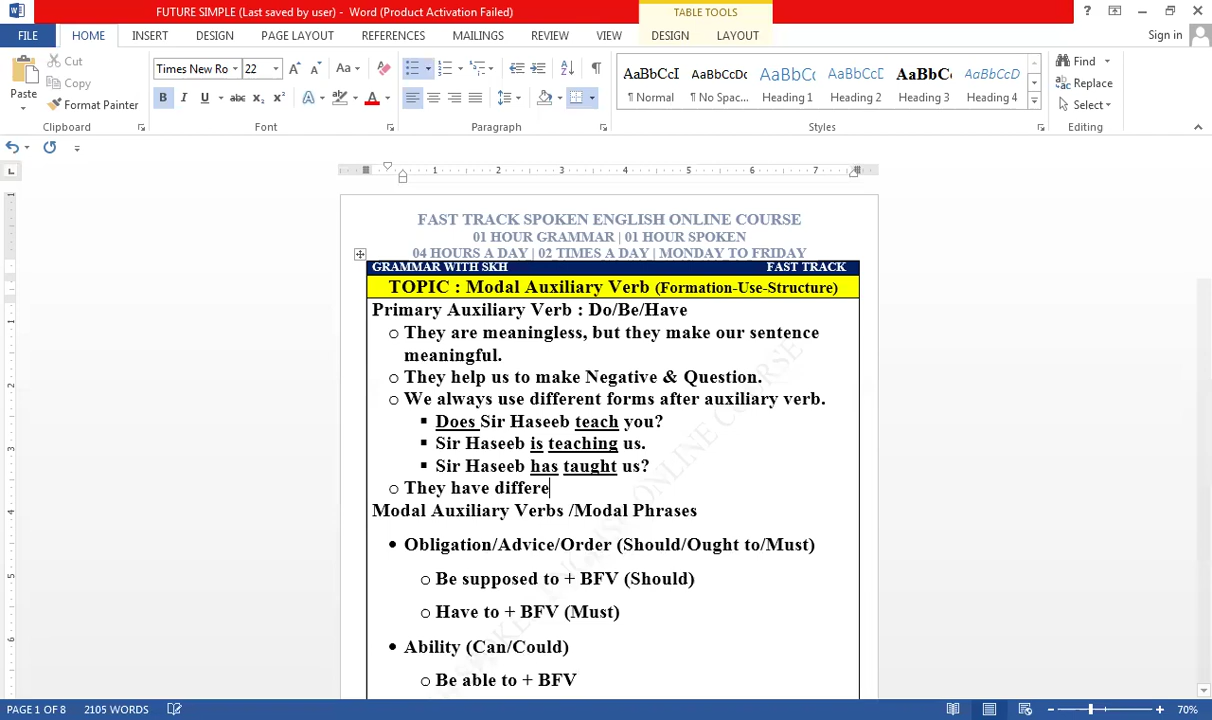 FUTURE SIMPLE (Last saved by user) - Word (Product Activation Failed)
TABLE TOOLS
FILE HOME INSERT DESIGN PAGE LAYOUT REFERENCES MAILINGS REVIEW VIEW DESIGN LAYOUT Sign in
Paste Cut Copy Format Painter
Times New Ro 22
AaBbCcI AaBbCcDc AaBbC AaBbCcD AaBbC AaBbCcD
¶ Normal ¶ No Spac... Heading 1 Heading 2 Heading 3 Heading 4
Find Replace Select
Clipboard Font Paragraph Styles Editing
1 2 3 4 5 6 7
FAST TRACK SPOKEN ENGLISH ONLINE COURSE
01 HOUR GRAMMAR | 01 HOUR SPOKEN
04 HOURS A DAY | 02 TIMES A DAY | MONDAY TO FRIDAY
GRAMMAR WITH SKH FAST TRACK
TOPIC : Modal Auxiliary Verb (Formation-Use-Structure)
Primary Auxiliary Verb : Do/Be/Have
o They are meaningless, but they make our sentence
meaningful.
o They help us to make Negative & Question.
o We always use different forms after auxiliary verb.
▪ Does Sir Haseeb teach you?
▪ Sir Haseeb is teaching us.
▪ Sir Haseeb has taught us?
o They have differe
Modal Auxiliary Verbs /Modal Phrases
• Obligation/Advice/Order (Should/Ought to/Must)
o Be supposed to + BFV (Should)
o Have to + BFV (Must)
• Ability (Can/Could)
o Be able to + BFV
PAGE 1 OF 8 2105 WORDS 70%